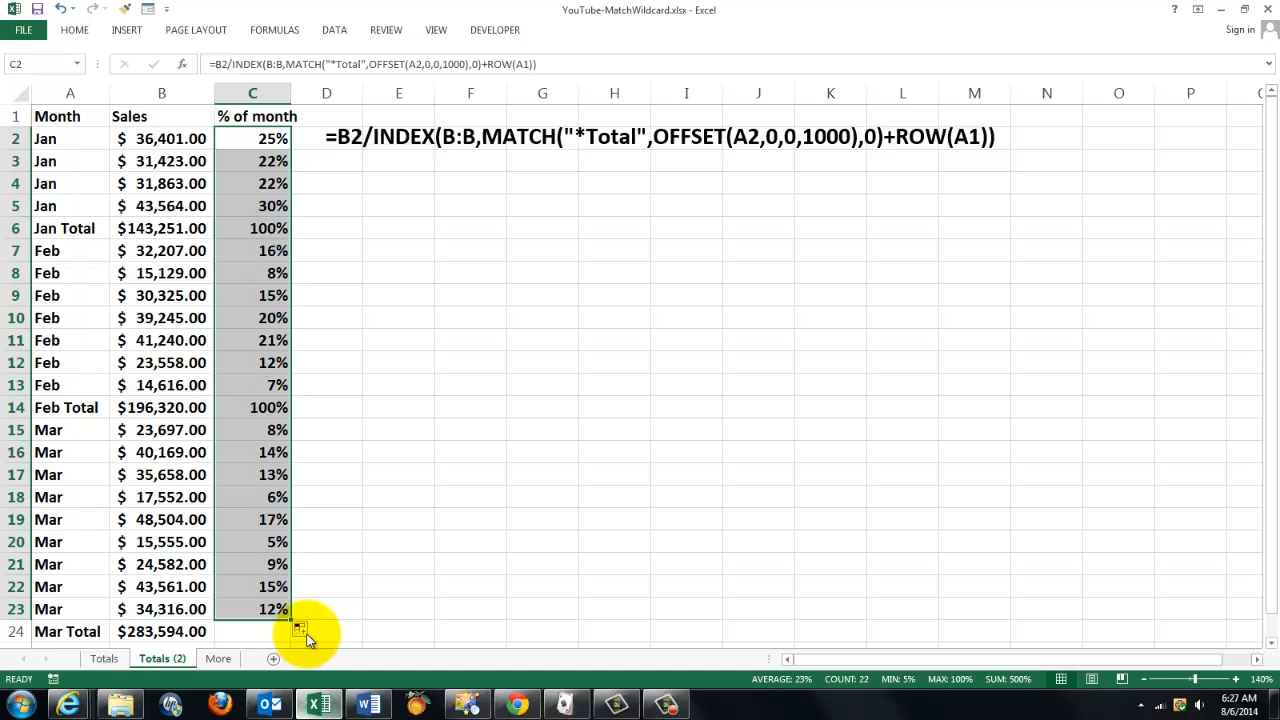 YouTube-MatchWildcard.xlsx - Excel
Sign in
FILE HOME INSERT PAGE LAYOUT FORMULAS DATA REVIEW VIEW DEVELOPER
C2 fx =B2/INDEX(B:B,MATCH("*Total",OFFSET(A2,0,0,1000),0)+ROW(A1))
A B C D E F G H I J K L M N O P
1 Month Sales % of month
2 Jan $ 36,401.00 25% =B2/INDEX(B:B,MATCH("*Total",OFFSET(A2,0,0,1000),0)+ROW(A1))
3 Jan $ 31,423.00 22%
4 Jan $ 31,863.00 22%
5 Jan $ 43,564.00 30%
6 Jan Total $143,251.00 100%
7 Feb $ 32,207.00 16%
8 Feb $ 15,129.00 8%
9 Feb $ 30,325.00 15%
10 Feb $ 39,245.00 20%
11 Feb $ 41,240.00 21%
12 Feb $ 23,558.00 12%
13 Feb $ 14,616.00 7%
14 Feb Total $196,320.00 100%
15 Mar $ 23,697.00 8%
16 Mar $ 40,169.00 14%
17 Mar $ 35,658.00 13%
18 Mar $ 17,552.00 6%
19 Mar $ 48,504.00 17%
20 Mar $ 15,555.00 5%
21 Mar $ 24,582.00 9%
22 Mar $ 43,561.00 15%
23 Mar $ 34,316.00 12%
24 Mar Total $283,594.00
Totals Totals (2) More
READY AVERAGE: 23% COUNT: 22 MIN: 5% MAX: 100% SUM: 500% 140%
6:27 AM
8/6/2014